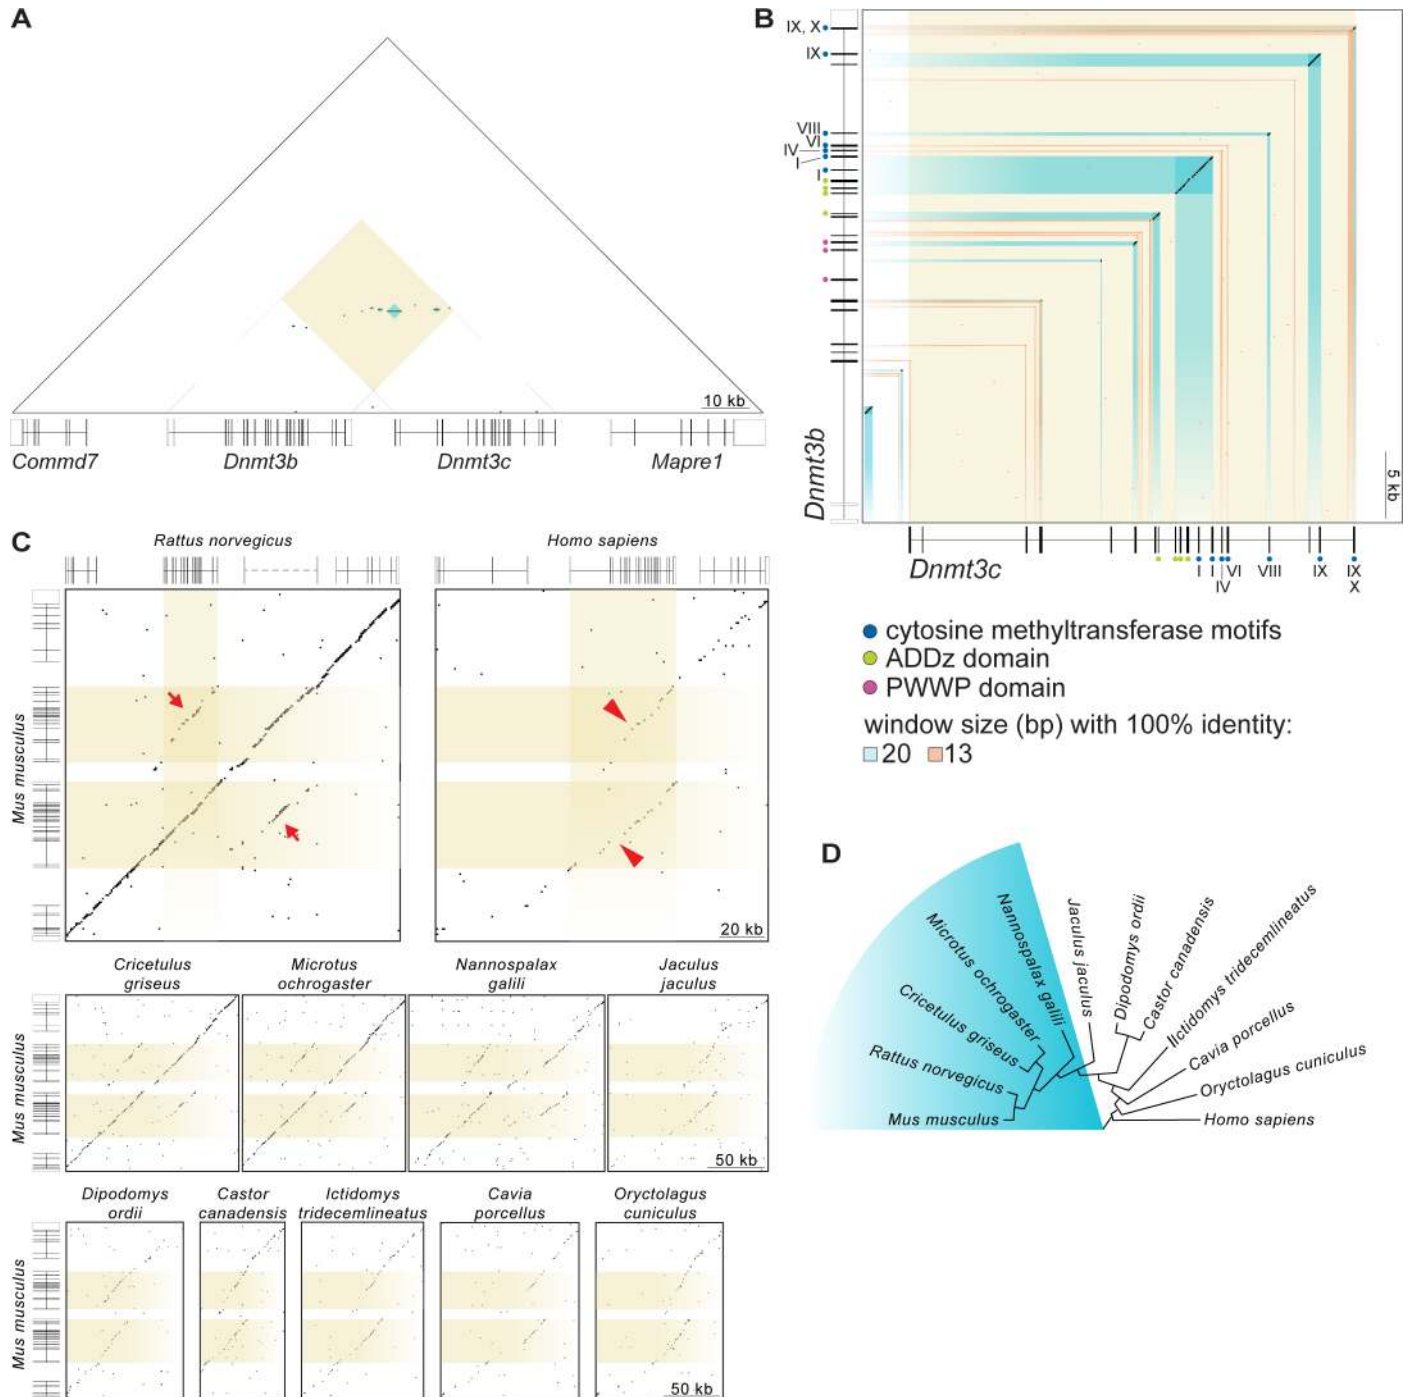 A
10 kb
Commd7
Dnmt3b
Dnmt3c
Mapre1
B
IX, X
IX
VIII
VI
IV
I
I
Dnmt3b
5 kb
Dnmt3c
I I VI VIII IX IX
IV X
cytosine methyltransferase motifs
ADDz domain
PWWP domain
window size (bp) with 100% identity:
20 13
C
Rattus norvegicus
Homo sapiens
Mus musculus
20 kb
Cricetulus griseus
Microtus ochrogaster
Nannospalax galili
Jaculus jaculus
Mus musculus
50 kb
Dipodomys ordii
Castor canadensis
Ictidomys tridecemlineatus
Cavia porcellus
Oryctolagus cuniculus
Mus musculus
50 kb
D
Mus musculus
Rattus norvegicus
Cricetulus griseus
Microtus ochrogaster
Nannospalax galili
Jaculus jaculus
Dipodomys ordii
Castor canadensis
IIctidomys tridecemlineatus
Cavia porcellus
Oryctolagus cuniculus
Homo sapiens